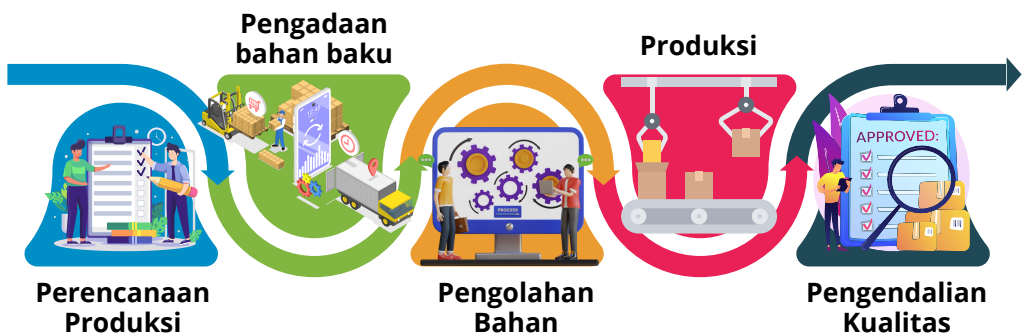 Perencanaan
Produksi
Pengadaan
bahan baku
Pengolahan
Bahan
PROCESS
Produksi
Pengendalian
Kualitas
APPROVED: